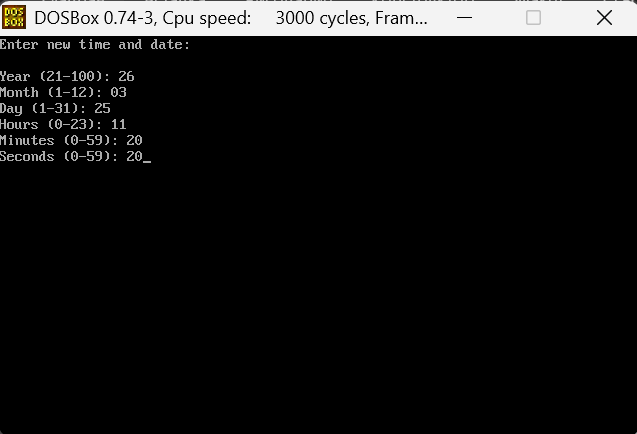 DOS
BOX
DOSBox 0.74-3, Cpu speed: 3000 cycles, Fram...
Enter new time and date:
Year (21-100): 26
Month (1-12): 03
Day (1-31): 25
Hours (0-23): 11
Minutes (0-59): 20
Seconds (0-59): 20_